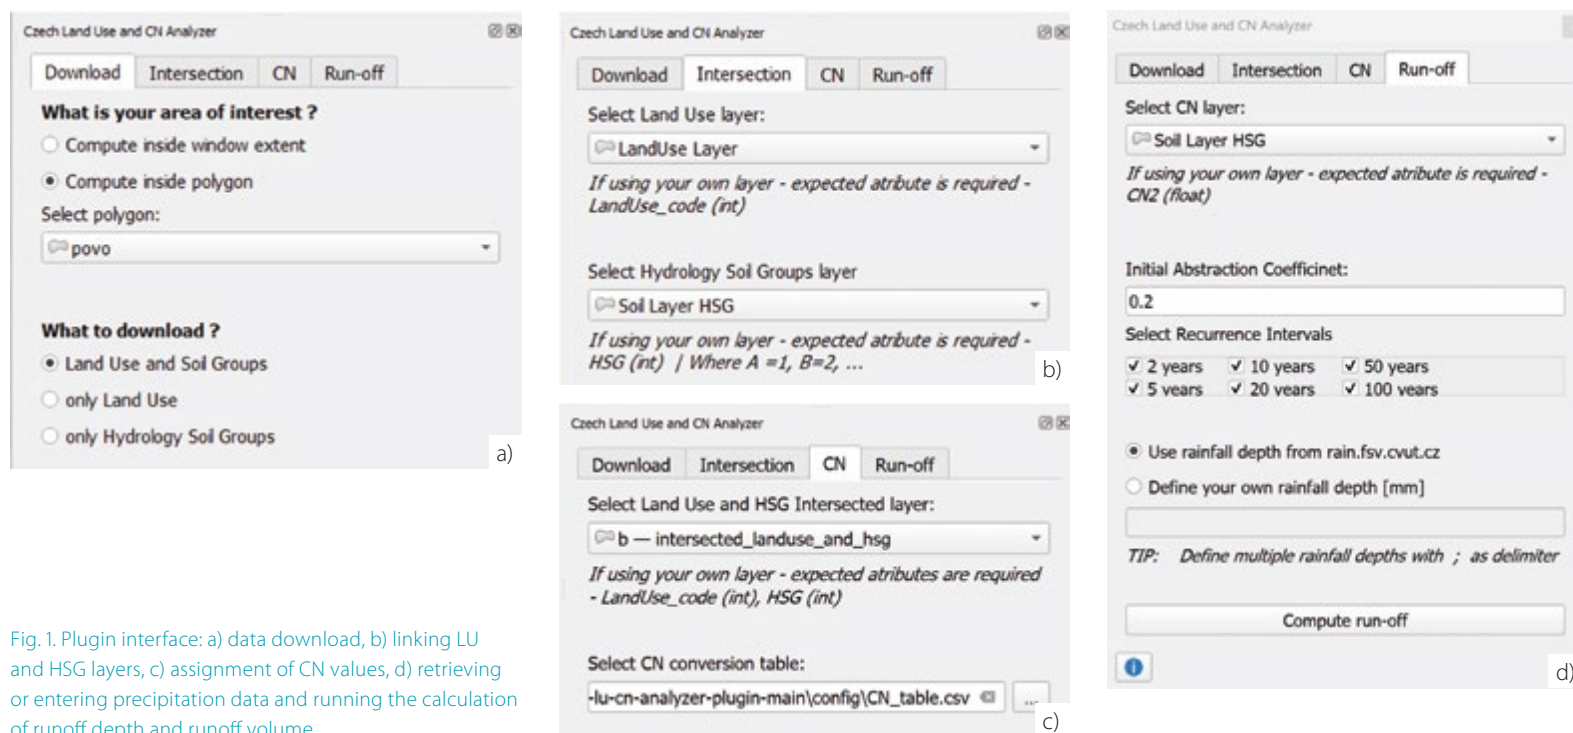 Czech Land Use and CN Analyzer
Download Intersection CN Run-off
What is your area of interest ?
Compute inside window extent
Compute inside polygon
Select polygon:
povo
What to download ?
Land Use and Soil Groups
only Land Use
only Hydrology Soil Groups
a)
Czech Land Use and CN Analyzer
Download Intersection CN Run-off
Select Land Use layer:
LandUse Layer
If using your own layer - expected atribute is required -
LandUse_code (int)
Select Hydrology Soil Groups layer
Soil Layer HSG
If using your own layer - expected atribute is required -
HSG (int) | Where A =1, B=2, ...
b)
Czech Land Use and CN Analyzer
Download Intersection CN Run-off
Select Land Use and HSG Intersected layer:
b — intersected_landuse_and_hsg
If using your own layer - expected atributes are required
- LandUse_code (int), HSG (int)
Select CN conversion table:
-lu-cn-analyzer-plugin-main\config\CN_table.csv ...
c)
Czech Land Use and CN Analyzer
Download Intersection CN Run-off
Select CN layer:
Soil Layer HSG
If using your own layer - expected atribute is required -
CN2 (float)
Initial Abstraction Coefficinet:
0.2
Select Recurrence Intervals
2 years 10 years 50 years
5 years 20 years 100 years
Use rainfall depth from rain.fsv.cvut.cz
Define your own rainfall depth [mm]
TIP: Define multiple rainfall depths with ; as delimiter
Compute run-off
d)
Fig. 1. Plugin interface: a) data download, b) linking LU
and HSG layers, c) assignment of CN values, d) retrieving
or entering precipitation data and running the calculation
of runoff depth and runoff volume